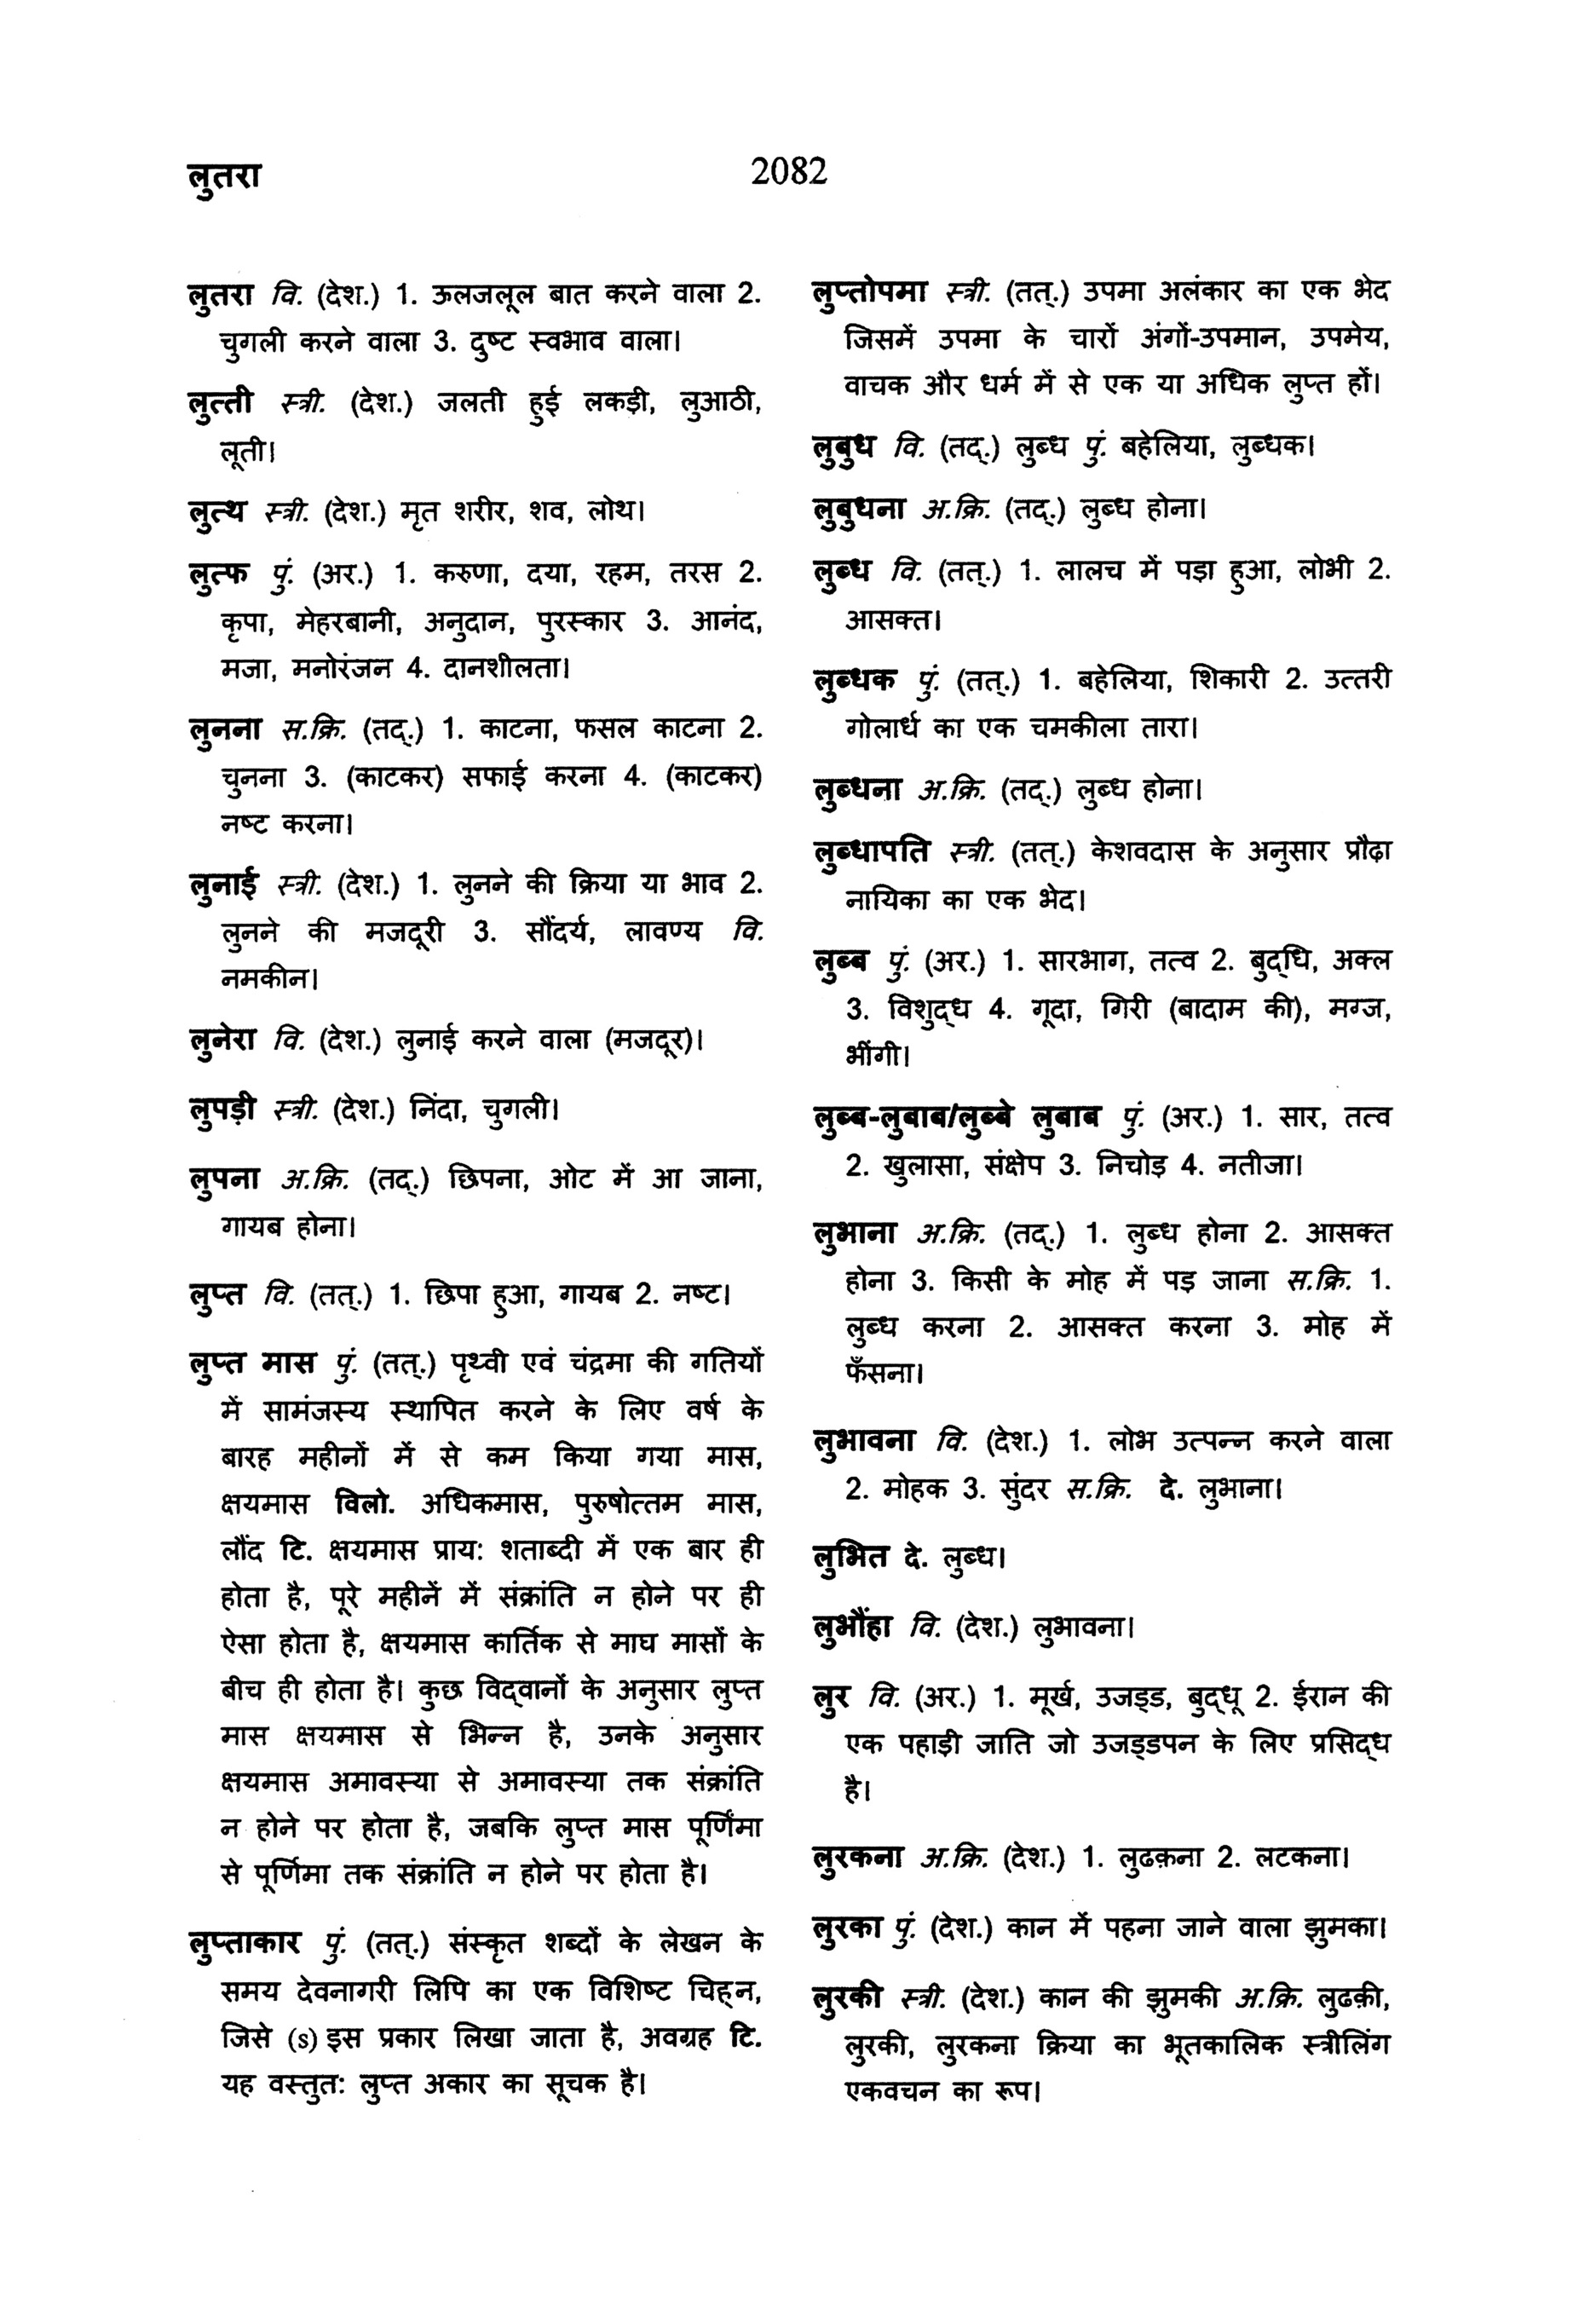 लुतरा
2082
लुतरा वि. (देश.) 1. ऊलजलूल बात करने वाला 2.
चुगली करने वाला 3. दुष्ट स्वभाव वाला।
लुत्ती स्त्री. (देश.) जलती हुई लकड़ी, लुआठी,
लूती।
लुत्थ स्त्री. (देश.) मृत शरीर, शव, लोथ।
लुत्फ पुं. (अर.) 1. करुणा, दया, रहम, तरस 2.
कृपा, मेहरबानी, अनुदान, पुरस्कार 3. आनंद,
मजा, मनोरंजन 4. दानशीलता।
लुनना स.क्रि. (तद्.) 1. काटना, फसल काटना 2.
चुनना 3. (काटकर) सफाई करना 4. (काटकर)
नष्ट करना।
लुनाई स्त्री. (देश.) 1. लुनने की क्रिया या भाव 2.
लुनने की मजदूरी 3. सौंदर्य, लावण्य वि.
नमकीन।
लुनेरा वि. (देश.) लुनाई करने वाला (मजदूर)।
लुपड़ी स्त्री. (देश.) निंदा, चुगली।
लुपना अ.क्रि. (तद्.) छिपना, ओट में आ जाना,
गायब होना।
लुप्त वि. (तत्.) 1. छिपा हुआ, गायब 2. नष्ट।
लुप्त मास पुं. (तत्.) पृथ्वी एवं चंद्रमा की गतियों
में सामंजस्य स्थापित करने के लिए वर्ष के
बारह महीनों में से कम किया गया मास,
क्षयमास विलो. अधिकमास, पुरुषोत्तम मास,
लौंद टि. क्षयमास प्राय: शताब्दी में एक बार ही
होता है, पूरे महीनें में संक्रांति न होने पर ही
ऐसा होता है, क्षयमास कार्तिक से माघ मासों के
बीच ही होता है। कुछ विद्‌वानों के अनुसार लुप्त
मास क्षयमास से भिन्न है, उनके अनुसार
क्षयमास अमावस्या से अमावस्या तक संक्रांति
न होने पर होता है, जबकि लुप्त मास पूर्णिंमा
से पूर्णिमा तक संक्रांति न होने पर होता है।
लुप्ताकार पुं. (तत्.) संस्कृत शब्दों के लेखन के
समय देवनागरी लिपि का एक विशिष्ट चिह्‌न,
जिसे (s) इस प्रकार लिखा जाता है, अवग्रह टि.
यह वस्तुत: लुप्त अकार का सूचक है।
लुप्तोपमा स्त्री. (तत्.) उपमा अलंकार का एक भेद
जिसमें उपमा के चारों अंगों-उपमान, उपमेय,
वाचक और धर्म में से एक या अधिक लुप्त हों।
लुबुध वि. (तद्.) लुब्ध पुं. बहेलिया, लुब्धक।
लुबुधना अ.क्रि. (तद्.) लुब्ध होना।
लुब्ध वि. (तत्.) 1. लालच में पड़ा हुआ, लोभी 2.
आसक्त।
लुब्धक पुं. (तत्.) 1. बहेलिया, शिकारी 2. उत्तरी
गोलार्ध का एक चमकीला तारा।
लुब्धना अ.क्रि. (तद्.) लुब्ध होना।
लुब्धापति स्त्री. (तत्.) केशवदास के अनुसार प्रौढ़ा
नायिका का एक भेद।
लुब्ब पुं. (अर.) 1. सारभाग, तत्व 2. बुद्‌धि, अक्ल
3. विशुद्‌ध 4. गूदा, गिरी (बादाम की), मग्ज,
भींगी।
लुब्ब-लुबाब/लुब्बे लुबाब पुं. (अर.) 1. सार, तत्व
2. खुलासा, संक्षेप 3. निचोड़ 4. नतीजा।
लुभाना अ.क्रि. (तद्.) 1. लुब्ध होना 2. आसक्त
होना 3. किसी के मोह में पड़ जाना स.क्रि. 1.
लुब्ध करना 2. आसक्त करना 3. मोह में
फँसना।
लुभावना वि. (देश.) 1. लोभ उत्पन्न करने वाला
2. मोहक 3. सुंदर स.क्रि. दे. लुभाना।
लुभित दे. लुब्ध।
लुभौंहा वि. (देश.) लुभावना।
लुर वि. (अर.) 1. मूर्ख, उजड्ड, बुद्‌धू 2. ईरान की
एक पहाड़ी जाति जो उजड्डपन के लिए प्रसिद्‌ध
है।
लुरकना अ.क्रि. (देश.) 1. लुढक़ना 2. लटकना।
लुरका पुं. (देश.) कान में पहना जाने वाला झुमका।
लुरकी स्त्री. (देश.) कान की झुमकी अ.क्रि. लुढक़ी,
लुरकी, लुरकना क्रिया का भूतकालिक स्त्रीलिंग
एकवचन का रूप।